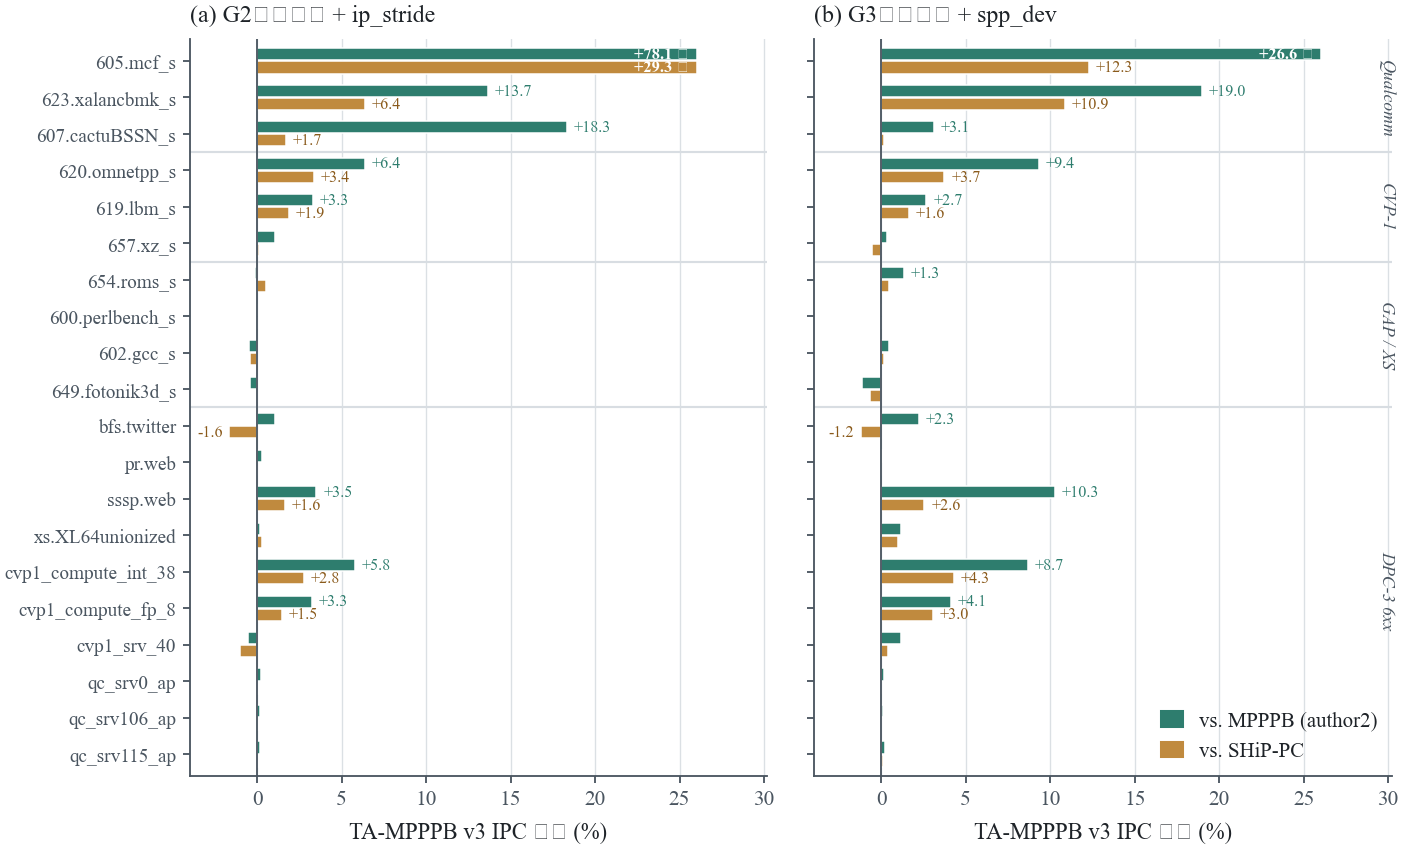 (a) G2□□□□ + ip_stride
605.mcf_s
623.xalancbmk_s
607.cactuBSSN_s
620.omnetpp_s
619.lbm_s
657.xz_s
654.roms_s
600.perlbench_s
602.gcc_s
649.fotonik3d_s
bfs.twitter
pr.web
sssp.web
xs.XL64unionized
cvp1_compute_int_38
cvp1_compute_fp_8
cvp1_srv_40
qc_srv0_ap
qc_srv106_ap
qc_srv115_ap
+78.1 □
+29.3 □
+13.7
+6.4
+18.3
+1.7
+6.4
+3.4
+3.3
+1.9
-1.6
+3.5
+1.6
+5.8
+2.8
+3.3
+1.5
0 5 10 15 20 25 30
TA-MPPPB v3 IPC □□ (%)
(b) G3□□□□ + spp_dev
+26.6 □
+12.3
+19.0
+10.9
+3.1
+9.4
+3.7
+2.7
+1.6
+1.3
+2.3
-1.2
+10.3
+2.6
+8.7
+4.3
+4.1
+3.0
Qualcomm
CVP-1
GAP / XS
DPC-3 6xx
vs. MPPPB (author2)
vs. SHiP-PC
0 5 10 15 20 25 30
TA-MPPPB v3 IPC □□ (%)